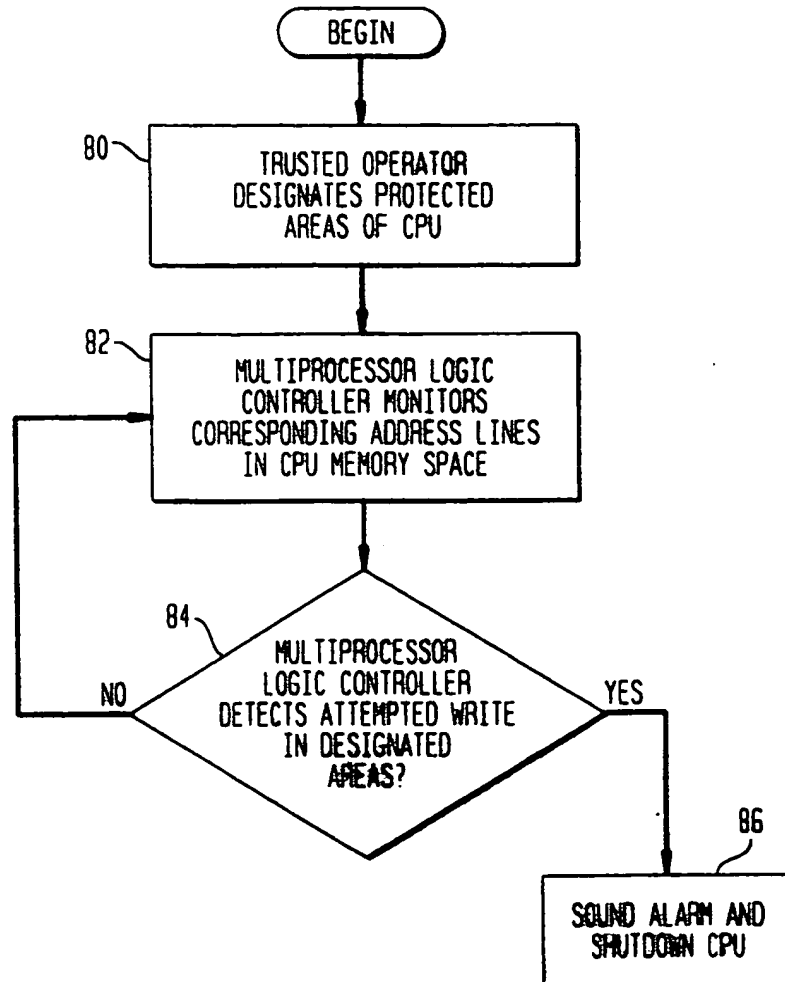 BEGIN
80
TRUSTED OPERATOR
DESIGNATES PROTECTED
AREAS OF CPU
82
MULTIPROCESSOR LOGIC
CONTROLLER MONITORS
CORRESPONDING ADDRESS LINES
IN CPU MEMORY SPACE
84
MULTIPROCESSOR
LOGIC CONTROLLER
DETECTS ATTEMPTED WRITE
IN DESIGNATED
AREAS?
NO
YES
86
SOUND ALARM AND
SHUTDOWN CPU